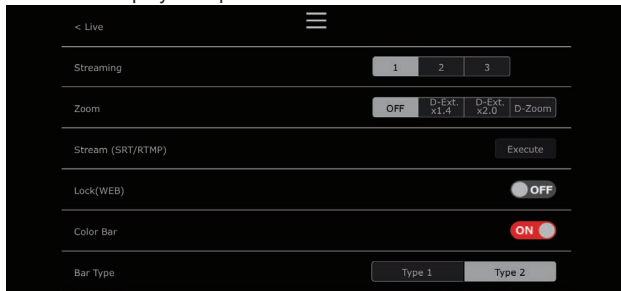 < Live
Streaming 1 2 3
Zoom OFF D-Ext. x1.4 D-Ext. x2.0 D-Zoom
Stream (SRT/RTMP) Execute
Lock(WEB) OFF
Color Bar ON
Bar Type Type 1 Type 2